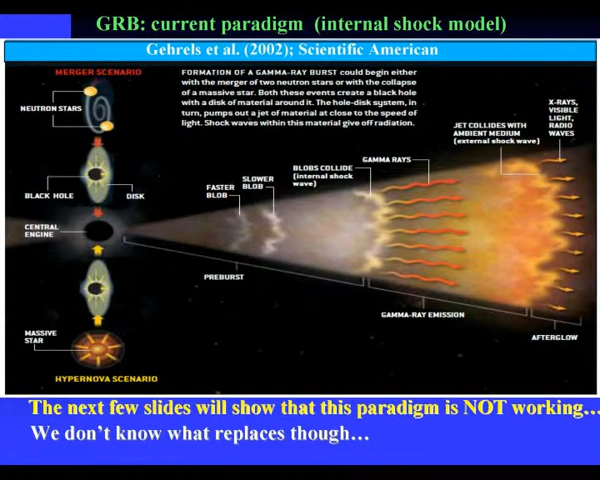 GRB: current paradigm (internal shock model)
Gehrels et al. (2002); Scientific American
MERGER SCENARIO
FORMATION OF A GAMMA-RAY BURST could begin either
with the merger of two neutron stars or with the collapse
of a massive star. Both these events create a black hole
with a disk of material around it. The hole-disk system, in
turn, pumps out a jet of material at close to the speed of
light. Shock waves within this material give off radiation.
NEUTRON STARS
BLACK HOLE
DISK
CENTRAL
ENGINE
MASSIVE
STAR
HYPERNOVA SCENARIO
FASTER
BLOB
SLOWER
BLOB
PREBURST
BLOBS COLLIDE
(internal shock
wave)
GAMMA RAYS
GAMMA-RAY EMISSION
JET COLLIDES WITH
AMBIENT MEDIUM
(external shock wave)
X-RAYS,
VISIBLE
LIGHT,
RADIO
WAVES
AFTERGLOW
The next few slides will show that this paradigm is NOT working...
We don't know what replaces though...